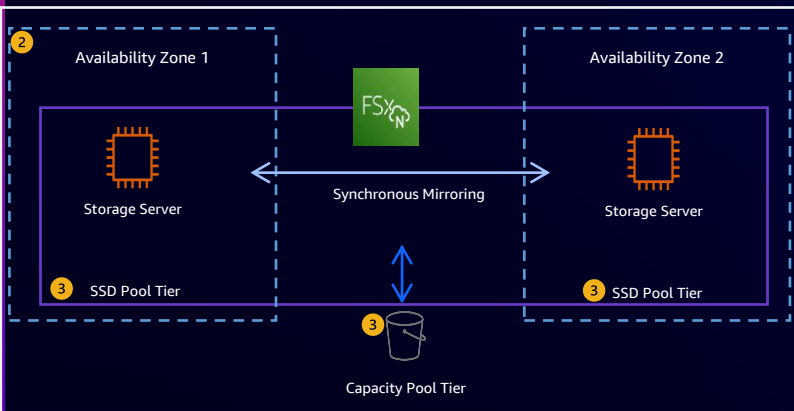 2
Availability Zone 1
Availability Zone 2
FSx
N
Storage Server
Synchronous Mirroring
Storage Server
3 SSD Pool Tier
3 SSD Pool Tier
3
Capacity Pool Tier